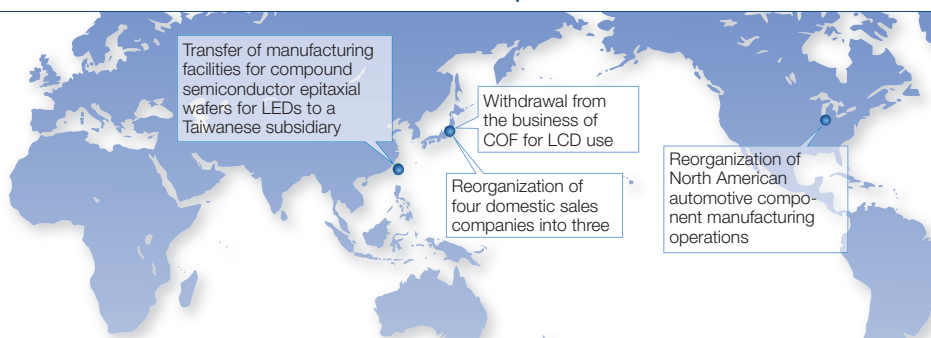 Transfer of manufacturing
facilities for compound
semiconductor epitaxial
wafers for LEDs to a
Taiwanese subsidiary
Withdrawal from
the business of
COF for LCD use
Reorganization of
four domestic sales
companies into three
Reorganization of
North American
automotive compo-
nent manufacturing
operations